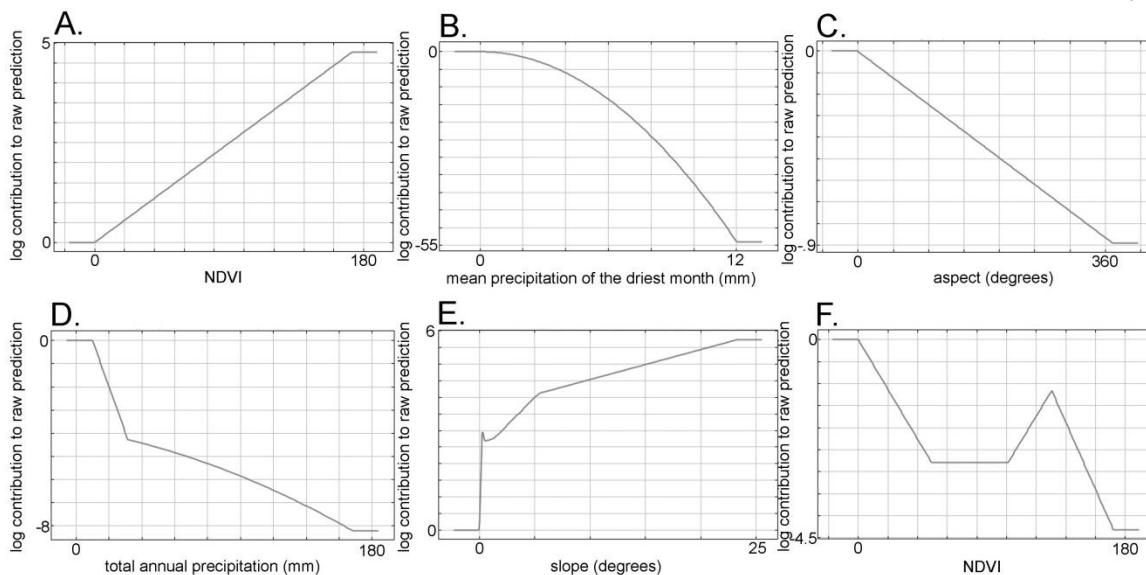 A.
5
log contribution to raw prediction
0
0
180
NDVI
B.
0
log contribution to raw prediction
-55
12
mean precipitation of the driest month (mm)
C.
0
log contribution to raw prediction
-.9
0
360
aspect (degrees)
D.
0
log contribution to raw prediction
-8
0
180
total annual precipitation (mm)
E.
6
log contribution to raw prediction
0
0
25
slope (degrees)
F.
0
log contribution to raw prediction
-4.5
0
180
NDVI